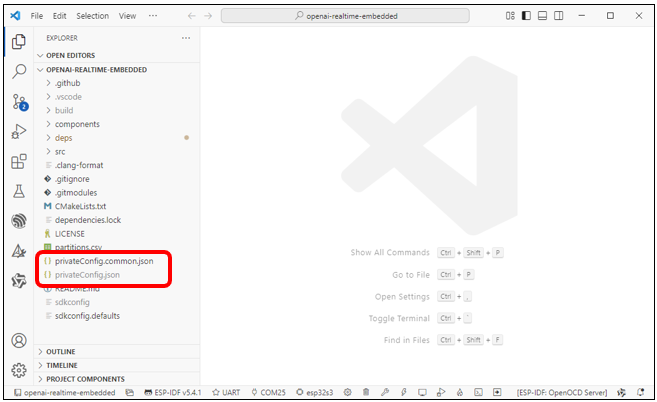 File Edit Selection View ··· openai-realtime-embedded
EXPLORER ···
OPEN EDITORS
OPENAI-REALTIME-EMBEDDED
.github
.vscode
build
components
deps
src
.clang-format
.gitignore
.gitmodules
CMakeLists.txt
dependencies.lock
LICENSE
partitions.csv
privateConfig.common.json
privateConfig.json
README.md
sdkconfig
sdkconfig.defaults
OUTLINE
TIMELINE
PROJECT COMPONENTS
2
Show All Commands Ctrl + Shift + P
Go to File Ctrl + P
Open Settings Ctrl + ,
Toggle Terminal Ctrl + `
Find in Files Ctrl + Shift + F
openai-realtime-embedded ESP-IDF v5.4.1 UART COM25 esp32s3 [ESP-IDF: OpenOCD Server]